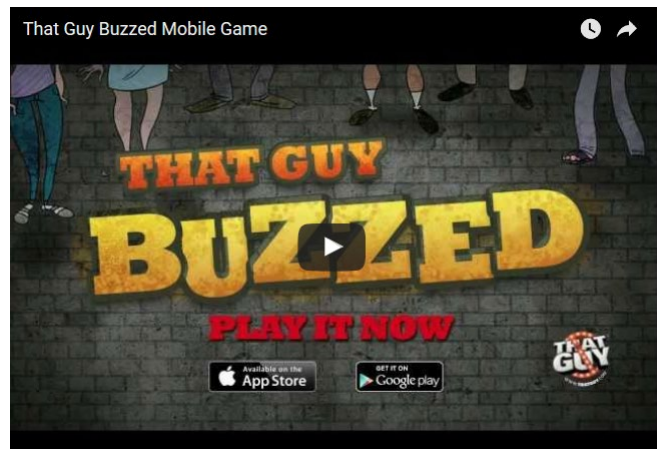 That Guy Buzzed Mobile Game
THAT GUY
BUZZED
PLAY IT NOW
Available on the
App Store
GET IT ON
Google play
THAT
GUY